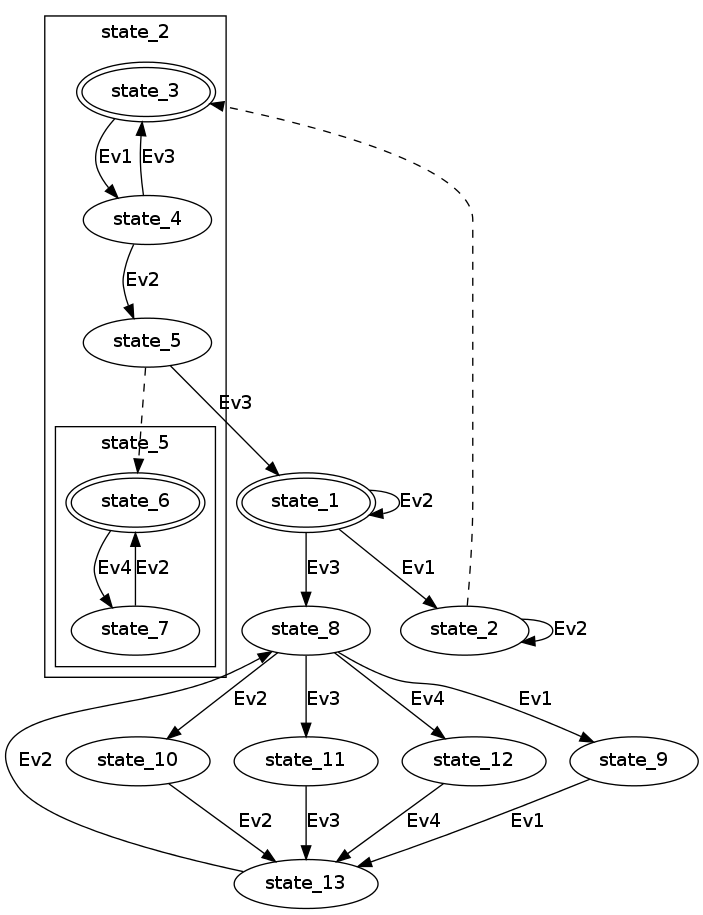 state_2
state_3
Ev1 Ev3
state_4
Ev2
state_5
Ev3
state_5
state_6
state_1
Ev2
Ev4 Ev2
Ev3
Ev1
state_7
state_8
state_2
Ev2
Ev2
Ev3
Ev4
Ev1
Ev2
state_10
state_11
state_12
state_9
Ev2
Ev3
Ev4
Ev1
state_13